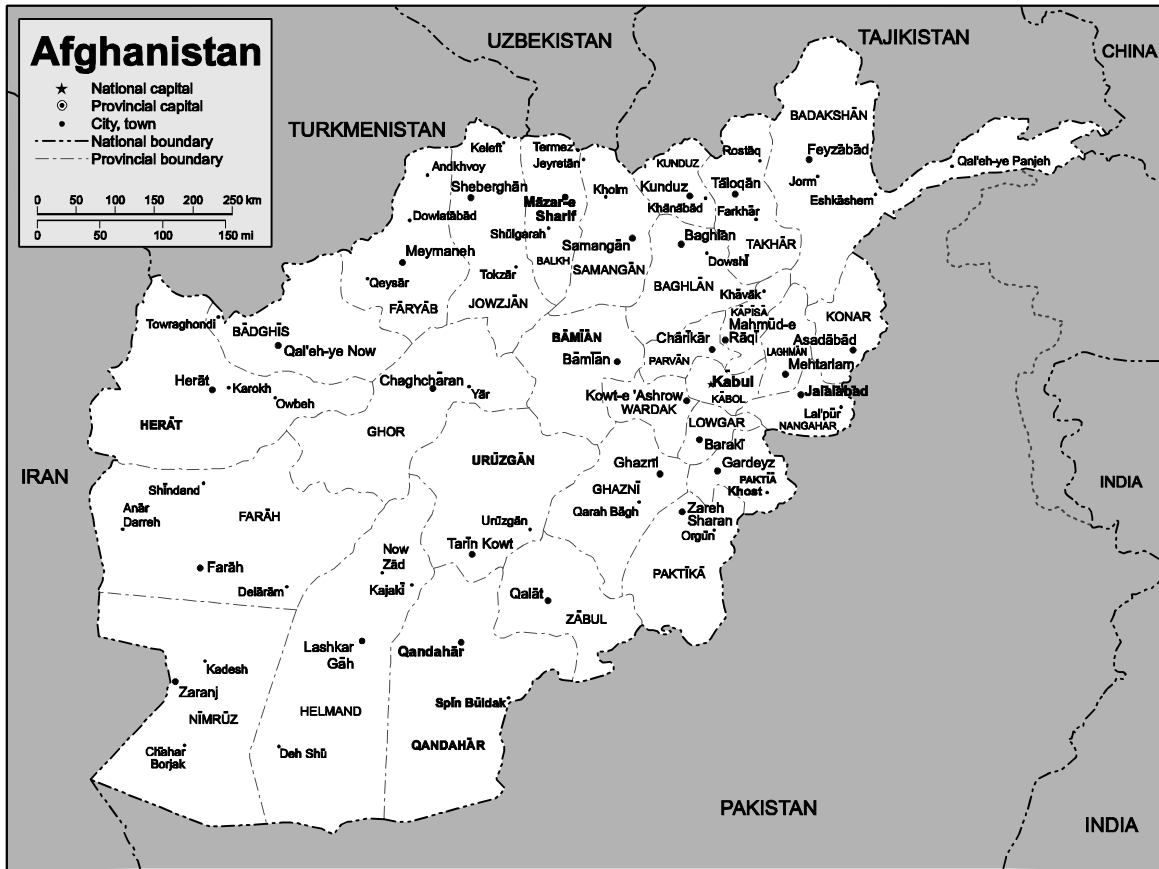 Afghanistan
National capital
Provincial capital
City, town
National boundary
Provincial boundary
0 50 100 150 200 250 km
0 50 100 150 mi
UZBEKISTAN
TAJIKISTAN
CHINA
TURKMENISTAN
BADAKSHĀN
Keleft
Termez
Jeyretān
Andkhvoy
Rostāq
KUNDUZ
Feyzābād
Qal'eh-ye Panjeh
Sheberghān
Māzar-e
Sharif
Kholm
Kunduz
Tāloqān
Jorm
Eshkāshem
Khānābād
Farkhār
Dowlatābād
Shūlgarah
Samangān
Baghlān
TAKHĀR
Meymaneh
Dowshī
BALKH
SAMANGĀN
Tokzār
Qeysār
BAGHLĀN
Khāvāk
FĀRYĀB
JOWZJĀN
KĀPĪSĀ
KONAR
Towraghondi
BĀDGHĪS
BĀMĪĀN
Chārīkār
Mahmūd-e
Rāqī
Asadābād
Qal'eh-ye Now
Bāmīān
PARVĀN
LAGHMĀN
Mehtarlam
Herāt
Karokh
Chaghcharān
Yār
Kabul
Jalālābād
Owbeh
Kowt-e 'Ashrow
KĀBOL
WARDAK
Lal'pūr
NANGAHAR
HERĀT
GHOR
LOWGAR
Barakī
URŪZGĀN
Ghaznī
Gardeyz
IRAN
PAKTĪĀ
INDIA
Shīndand
GHAZNĪ
Khost
Anār
Darreh
FARĀH
Qarah Bāgh
Zareh
Sharan
Urūzgān
Orgūn
Tarīn Kowt
Now
Zād
Farāh
PAKTĪKĀ
Delārām
Kajakī
Qalāt
ZĀBUL
Lashkar
Gāh
Qandahār
Kadesh
Zaranj
Spīn Būldak
NĪMRŪZ
HELMAND
QANDAHĀR
Chahar
Borjak
Deh Shū
PAKISTAN
INDIA